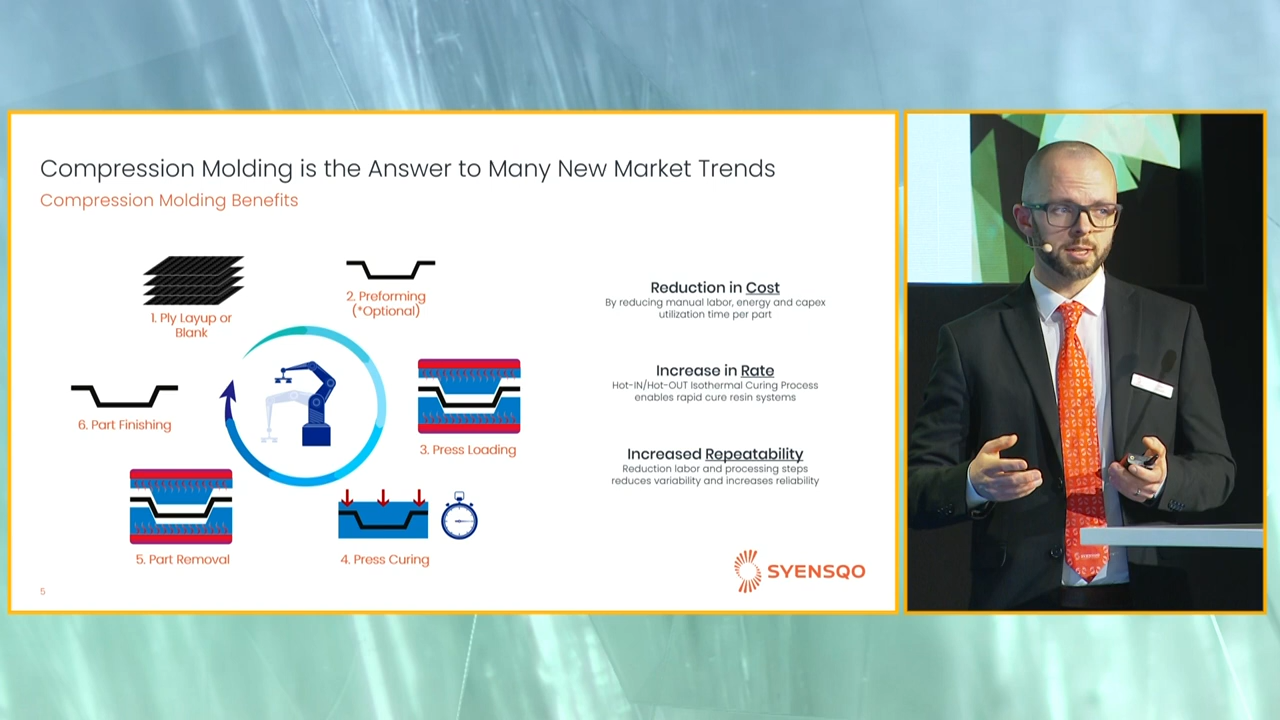 Compression Molding is the Answer to Many New Market Trends
Compression Molding Benefits
1. Ply Layup or
Blank
2. Preforming
(*Optional)
3. Press Loading
4. Press Curing
5. Part Removal
6. Part Finishing
Reduction in Cost
By reducing manual labor, energy and capex
utilization time per part
Increase in Rate
Hot-IN/Hot-OUT Isothermal Curing Process
enables rapid cure resin systems
Increased Repeatability
Reduction labor and processing steps
reduces variability and increases reliability
SYENSQO
5